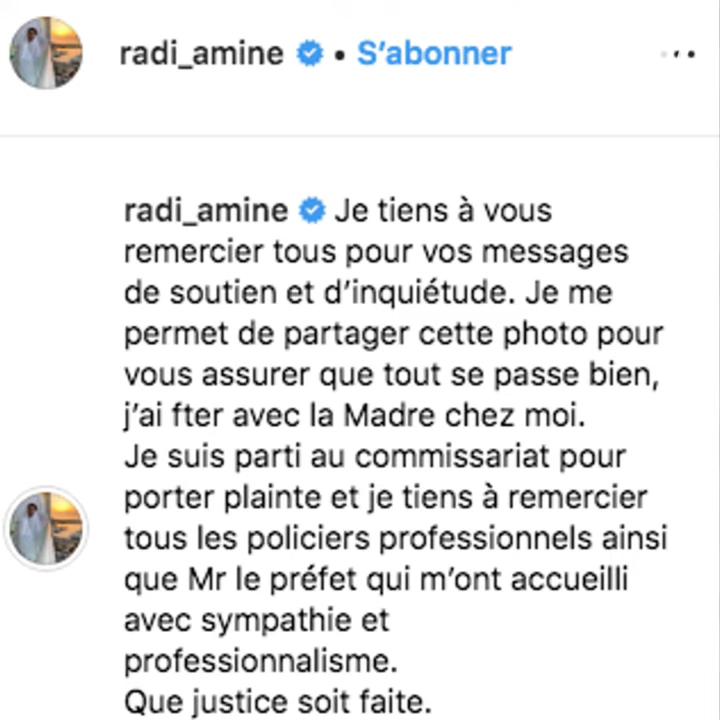 radi_amine • S'abonner
radi_amine Je tiens à vous
remercier tous pour vos messages
de soutien et d'inquiétude. Je me
permet de partager cette photo pour
vous assurer que tout se passe bien,
j'ai fter avec la Madre chez moi.
Je suis parti au commissariat pour
porter plainte et je tiens à remercier
tous les policiers professionnels ainsi
que Mr le préfet qui m'ont accueilli
avec sympathie et
professionnalisme.
Que justice soit faite.